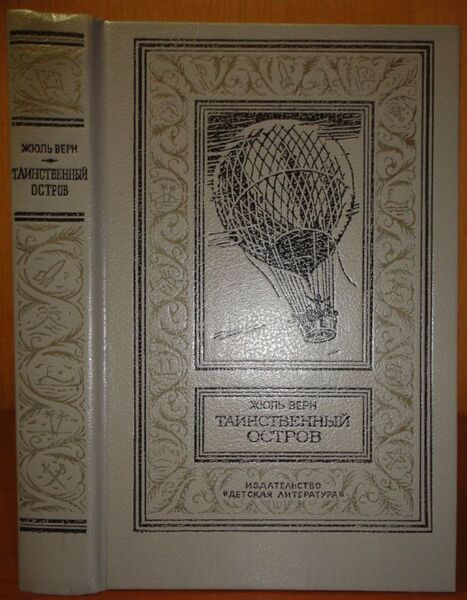 ЖЮЛЬ ВЕРН
ТАИНСТВЕННЫЙ
ОСТРОВ
ЖЮЛЬ ВЕРН
ТАИНСТВЕННЫЙ
ОСТРОВ
ИЗДАТЕЛЬСТВО
"ДЕТСКАЯ ЛИТЕРАТУРА"